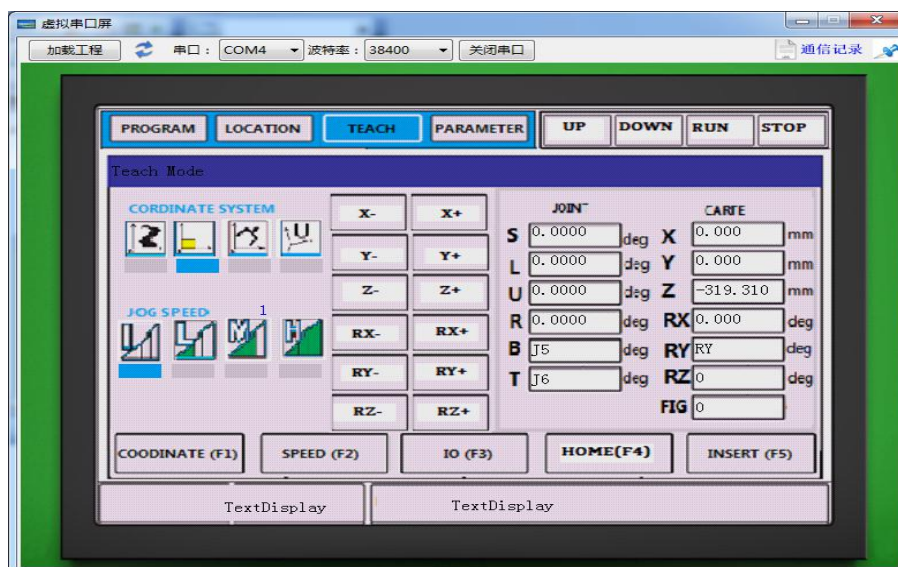 虚拟串口屏
加载工程 串口： COM4 波特率： 38400 关闭串口 通信记录
PROGRAM LOCATION TEACH PARAMETER UP DOWN RUN STOP
Teach Mode
CORDINATE SYSTEM X- X+ JOINT CARTE
S 0.0000 deg X 0.000 mm
Y- Y+ L 0.0000 deg Y 0.000 mm
Z- Z+ U 0.0000 deg Z -319.310 mm
JOG SPEED 1 RX- RX+ R 0.0000 deg RX 0.000 deg
B J5 deg RY RY deg
RY- RY+ T J6 deg RZ 0 deg
RZ- RZ+ FIG 0
COODINATE (F1) SPEED (F2) IO (F3) HOME(F4) INSERT (F5)
TextDisplay TextDisplay